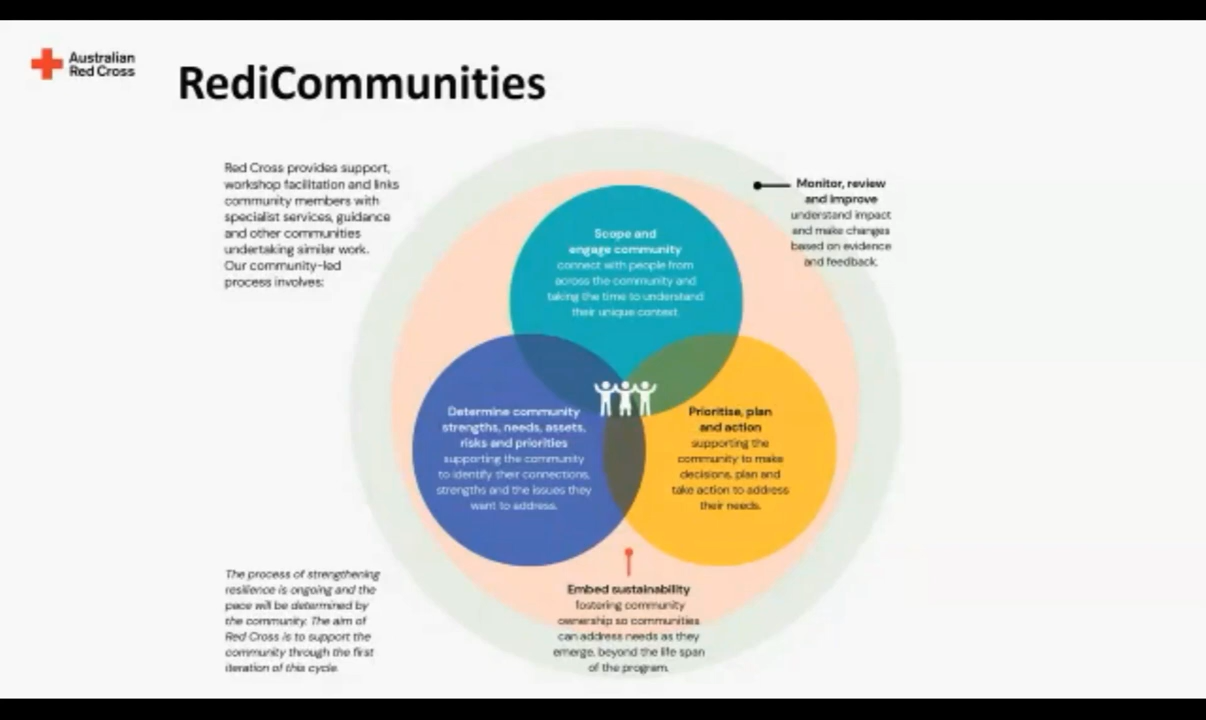 Australian
Red Cross
RediCommunities
Red Cross provides support,
workshop facilitation and links
community members with
specialist services, guidance
and other communities
undertaking similar work.
Our community-led
process involves:
Monitor, review
and improve
understand impact
and make changes
based on evidence
and feedback.
Scope and
engage community
connect with people from
across the community and
taking the time to understand
their unique context.
Determine community
strengths, needs, assets,
risks and priorities
supporting the community
to identify their connections,
strengths and the issues they
want to address.
Prioritise, plan
and action
supporting the
community to make
decisions, plan and
take action to address
their needs.
Embed sustainability
fostering community
ownership so communities
can address needs as they
emerge, beyond the life span
of the program.
The process of strengthening
resilience is ongoing and the
pace will be determined by
the community. The aim of
Red Cross is to support the
community through the first
iteration of this cycle.